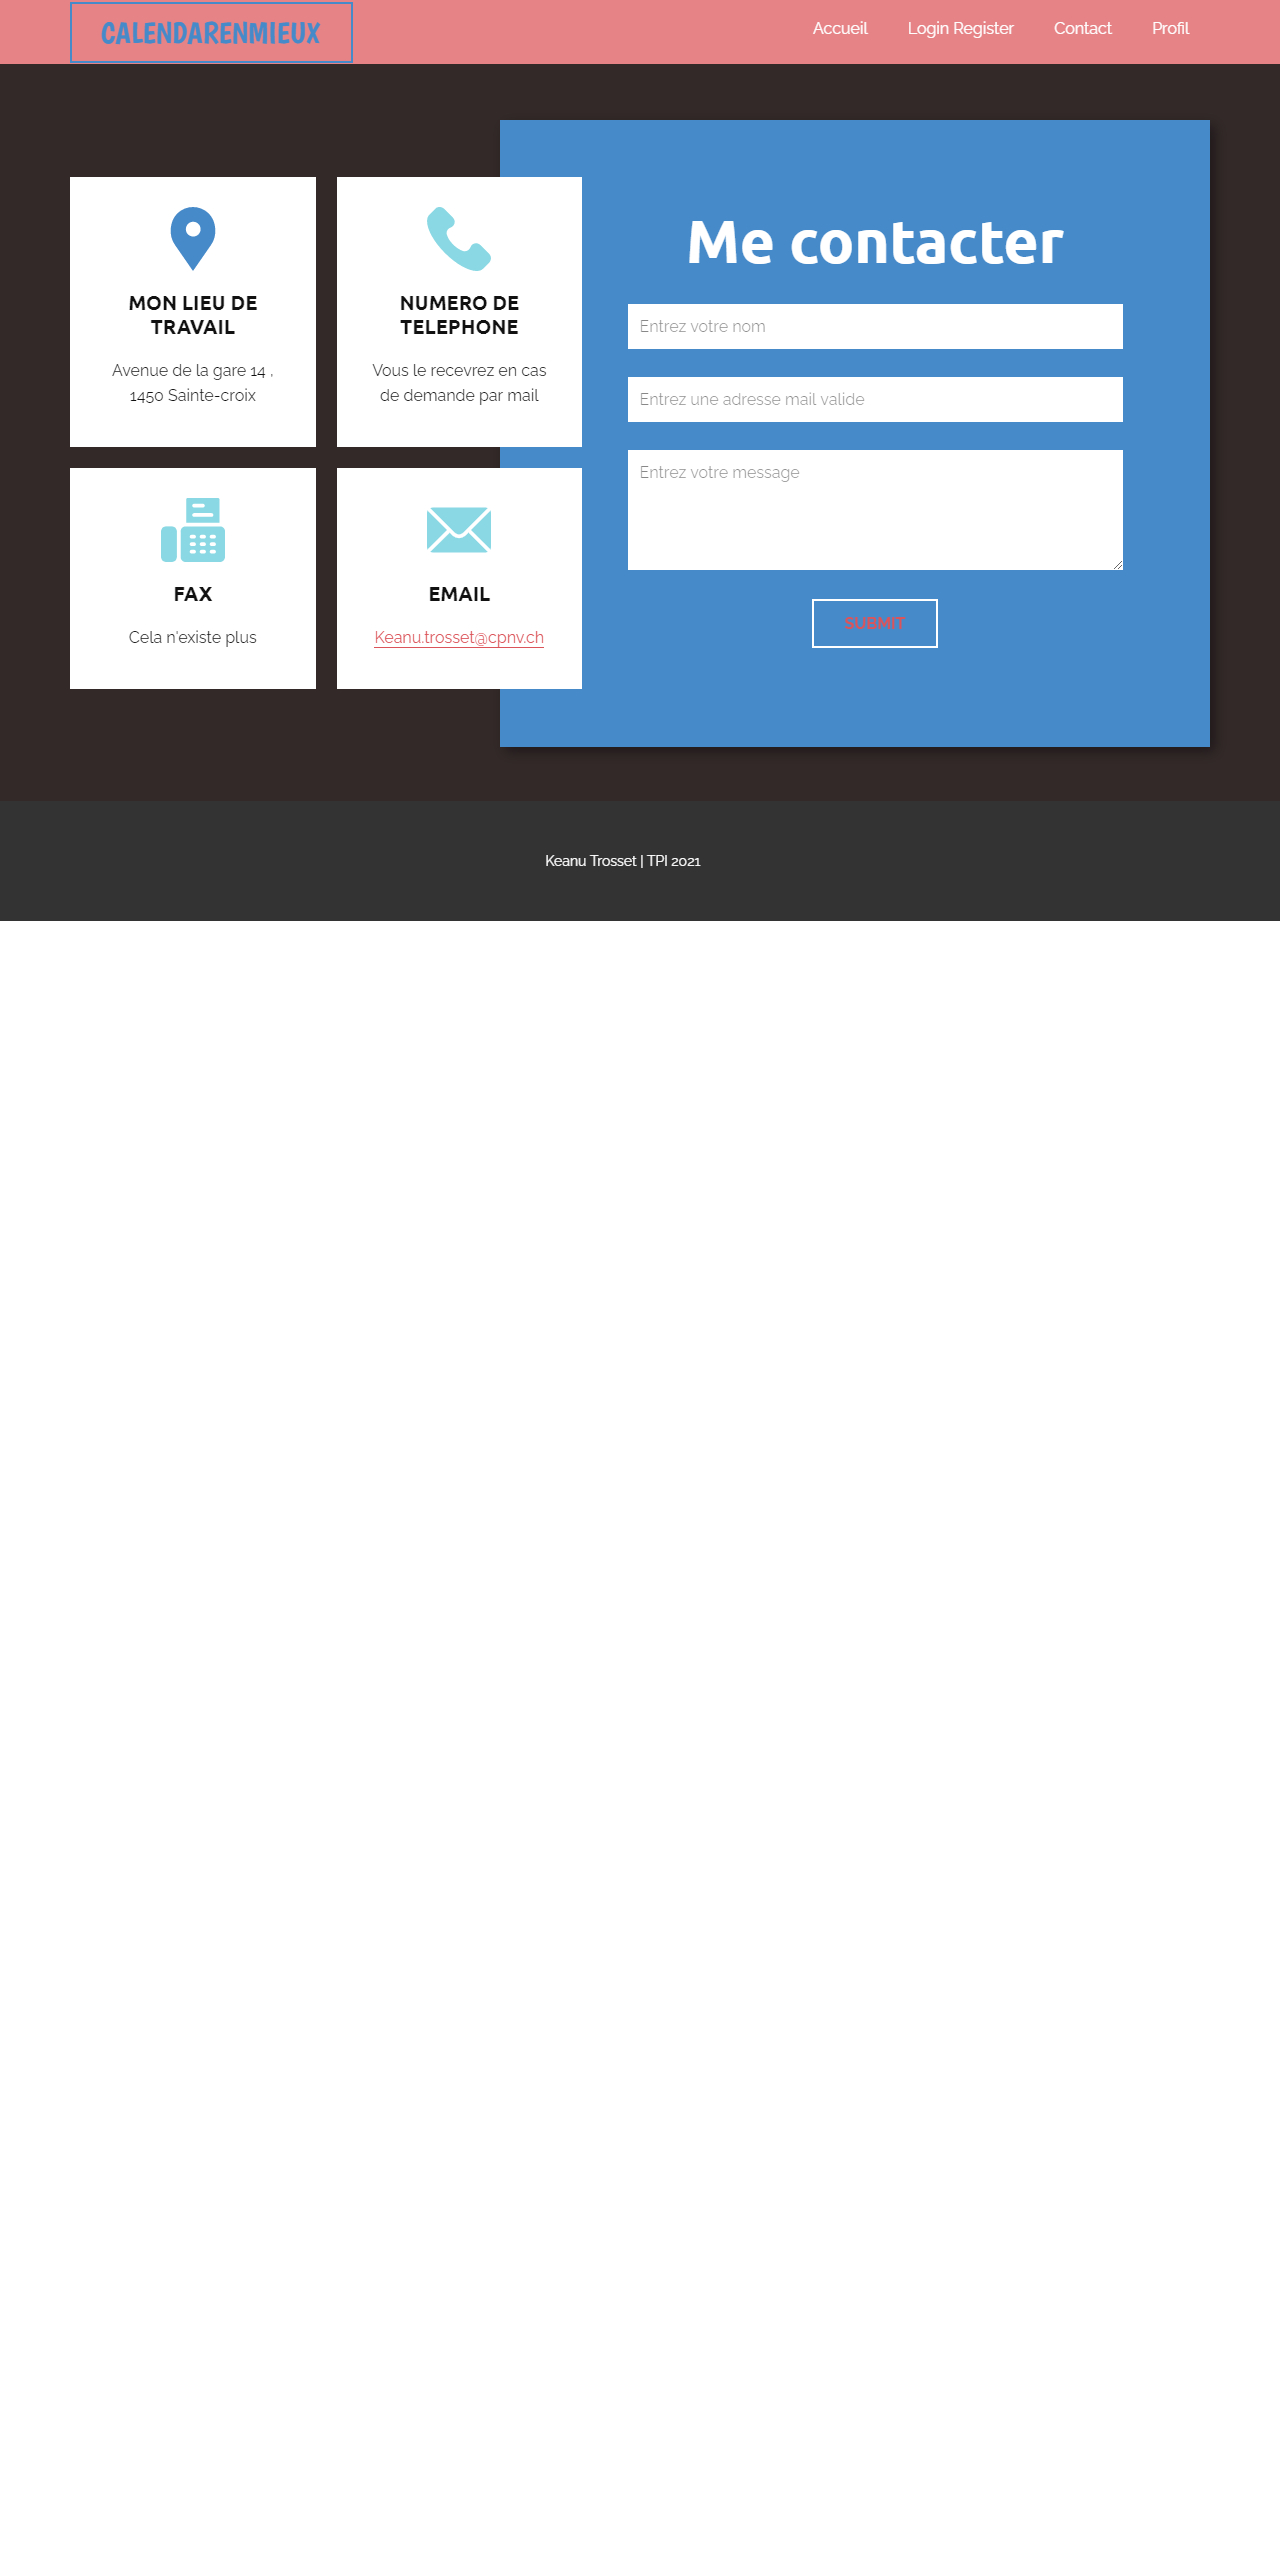 CALENDARENMIEUX
Accueil Login Register Contact Profil
MON LIEU DE
TRAVAIL
Avenue de la gare 14 ,
1450 Sainte-croix
NUMERO DE
TELEPHONE
Vous le recevrez en cas
de demande par mail
FAX
Cela n'existe plus
EMAIL
Keanu.trosset@cpnv.ch
Me contacter
Entrez votre nom
Entrez une adresse mail valide
Entrez votre message
SUBMIT
Keanu Trosset | TPI 2021